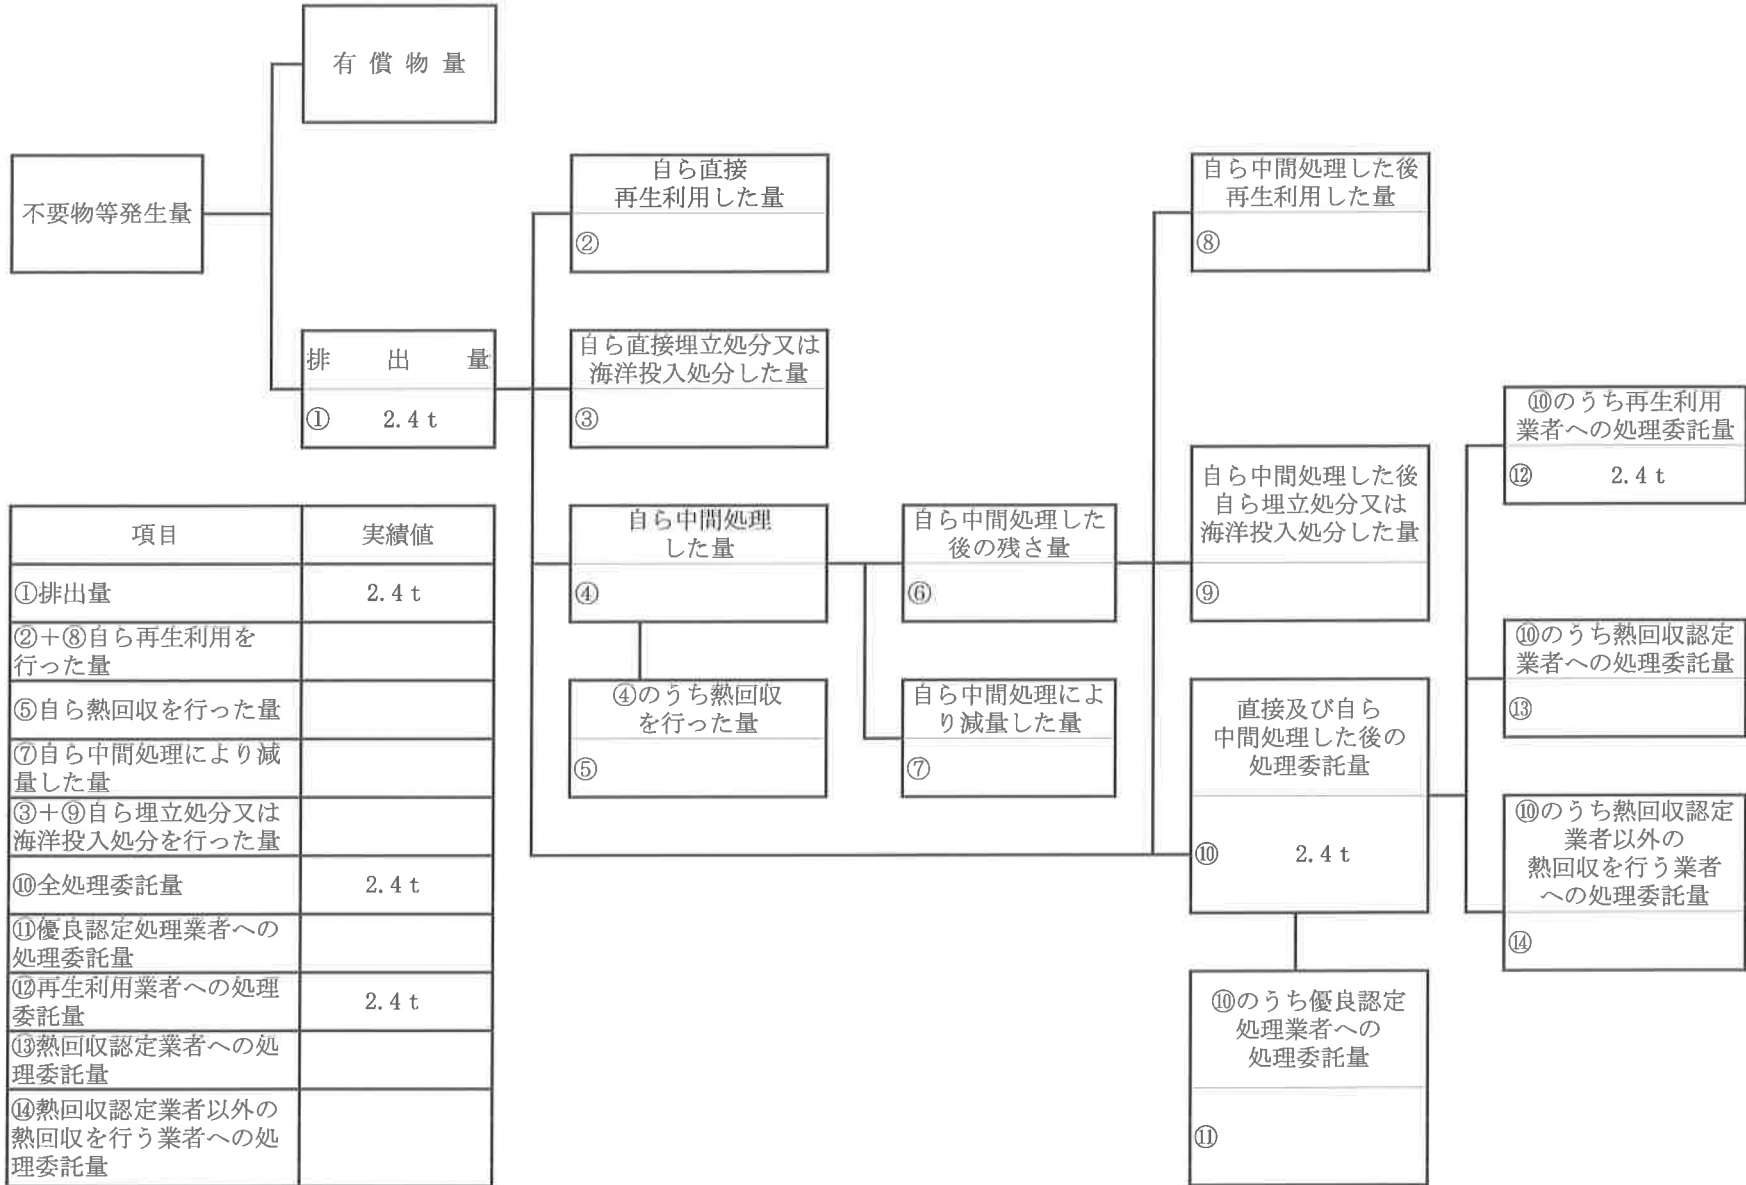 有償物量
不要物等発生量
自ら直接
再生利用した量
②
自ら中間処理した後
再生利用した量
⑧
排出量
① 2.4 t
自ら直接埋立処分又は
海洋投入処分した量
③
⑩のうち再生利用
業者への処理委託量
⑫ 2.4 t
自ら中間処理した後
自ら埋立処分又は
海洋投入処分した量
⑨
自ら中間処理
した量
④
自ら中間処理した
後の残さ量
⑥
⑩のうち熱回収認定
業者への処理委託量
⑬
④のうち熱回収
を行った量
⑤
自ら中間処理によ
り減量した量
⑦
直接及び自ら
中間処理した後の
処理委託量
⑩ 2.4 t
⑩のうち熱回収認定
業者以外の
熱回収を行う業者
への処理委託量
⑭
⑩のうち優良認定
処理業者への
処理委託量
⑪
項目 実績値
①排出量 2.4 t
②+⑧自ら再生利用を
行った量
⑤自ら熱回収を行った量
⑦自ら中間処理により減
量した量
③+⑨自ら埋立処分又は
海洋投入処分を行った量
⑩全処理委託量 2.4 t
⑪優良認定処理業者への
処理委託量
⑫再生利用業者への処理
委託量 2.4 t
⑬熱回収認定業者への処
理委託量
⑭熱回収認定業者以外の
熱回収を行う業者への処
理委託量